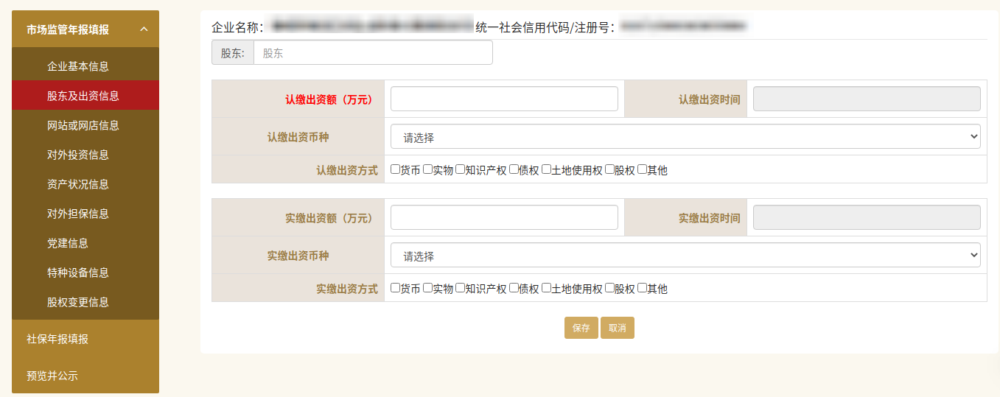 市场监管年报填报
企业基本信息
股东及出资信息
网站或网店信息
对外投资信息
资产状况信息
对外担保信息
党建信息
特种设备信息
股权变更信息
社保年报填报
预览并公示
企业名称： 统一社会信用代码/注册号：
股东: 股东
认缴出资额（万元） 认缴出资时间
认缴出资币种 请选择
认缴出资方式 货币 实物 知识产权 债权 土地使用权 股权 其他
实缴出资额（万元） 实缴出资时间
实缴出资币种 请选择
实缴出资方式 货币 实物 知识产权 债权 土地使用权 股权 其他
保存 取消